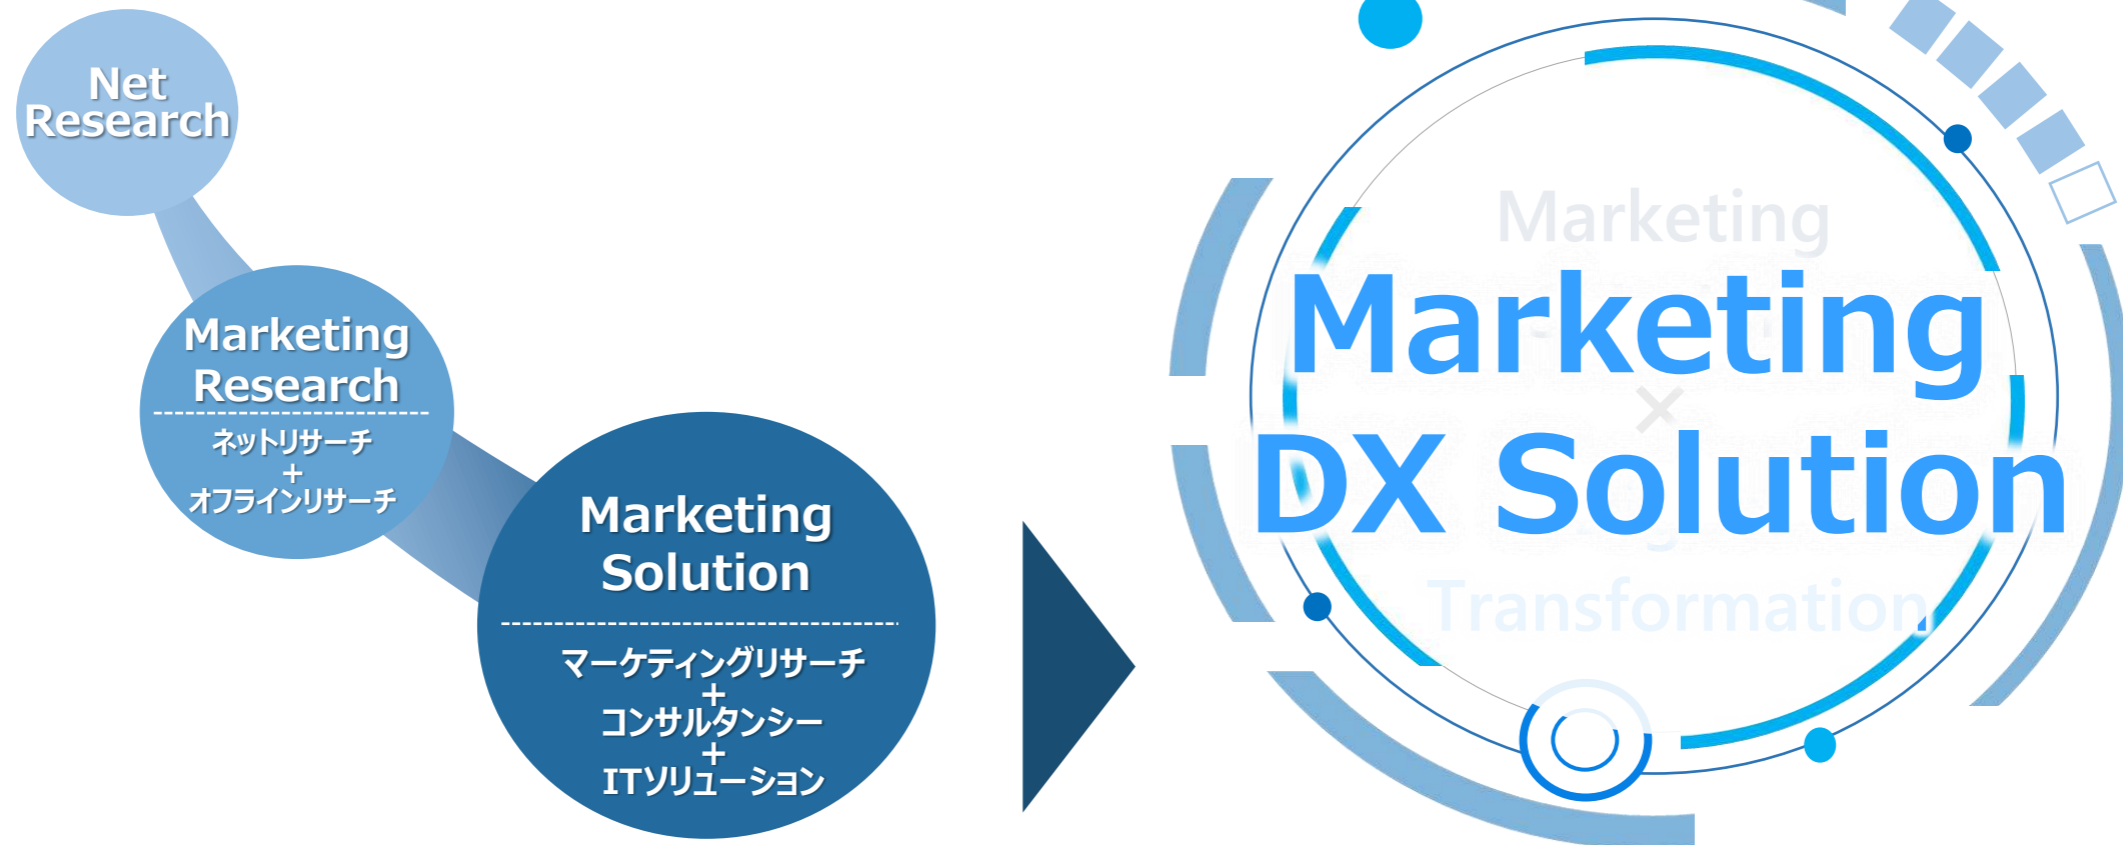 Net
Research
Marketing
Research
ネットリサーチ
+
オフラインリサーチ
Marketing
Solution
マーケティングリサーチ
+
コンサルタンシー
+
ITソリューション
Marketing
Marketing
×
DX Solution
Transformation